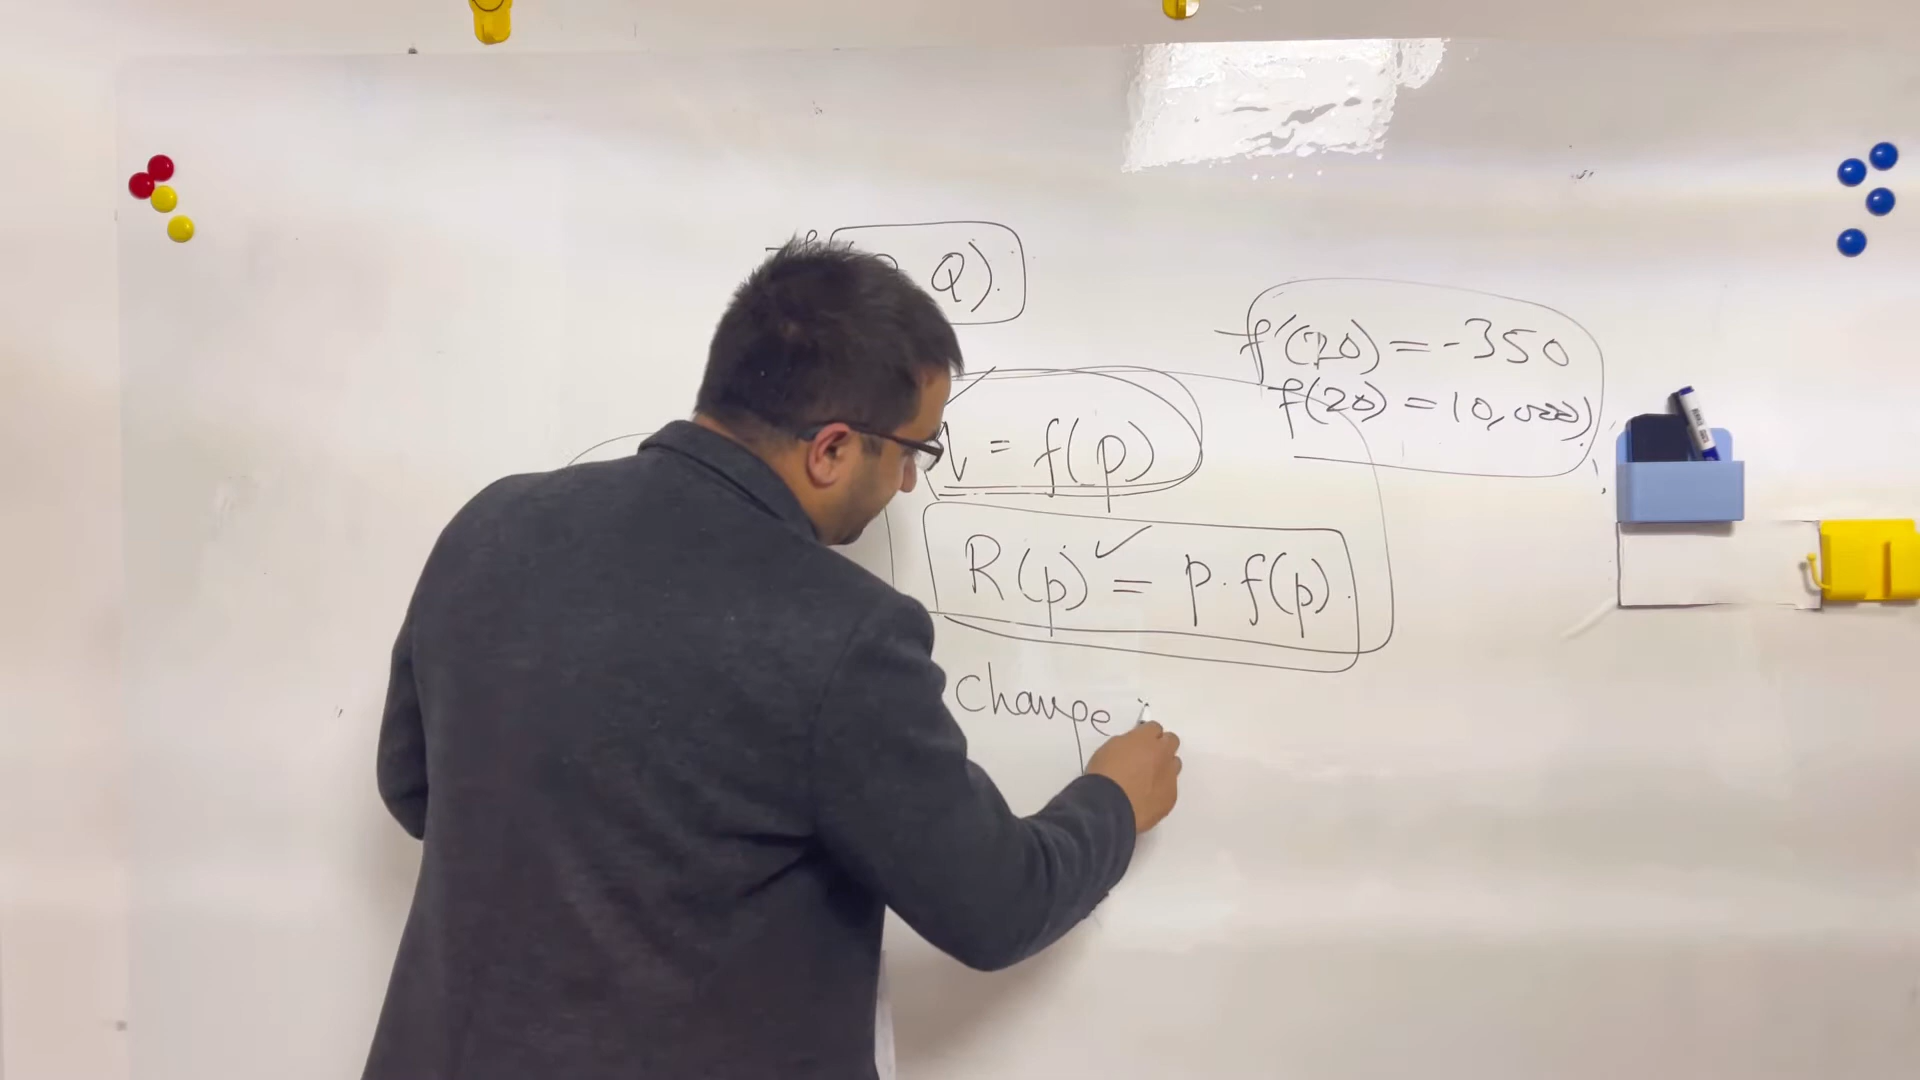 Q).
f'(20) = -350
f(20) = 10,000
= f(p)
R(p) = p. f(p).
Change